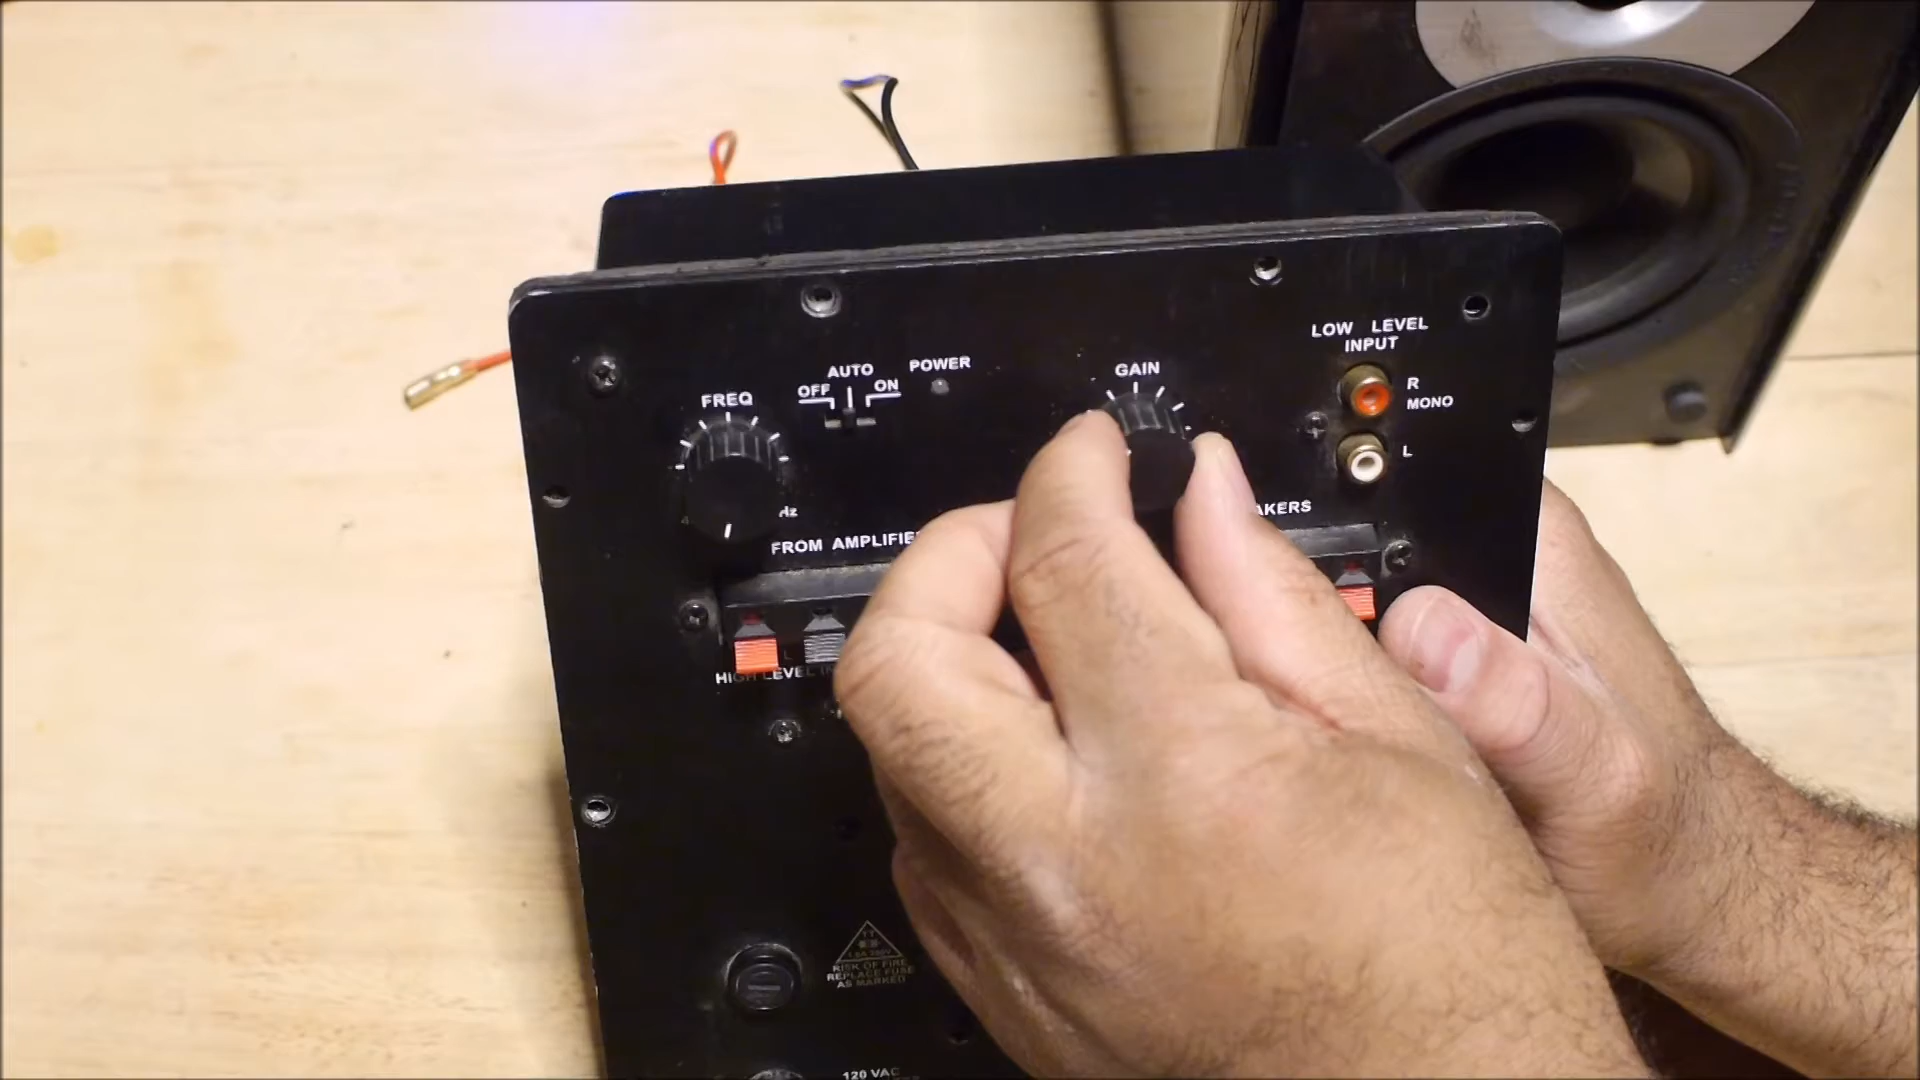 LOW LEVEL
INPUT
R
MONO
L
GAIN
POWER
AUTO
OFF
ON
FREQ
Hz
FROM AMPLIFIE
AKERS
HIGH LEVEL
RISK OF FIRE
REPLACE FUSE
AS MARKED
120 VAC